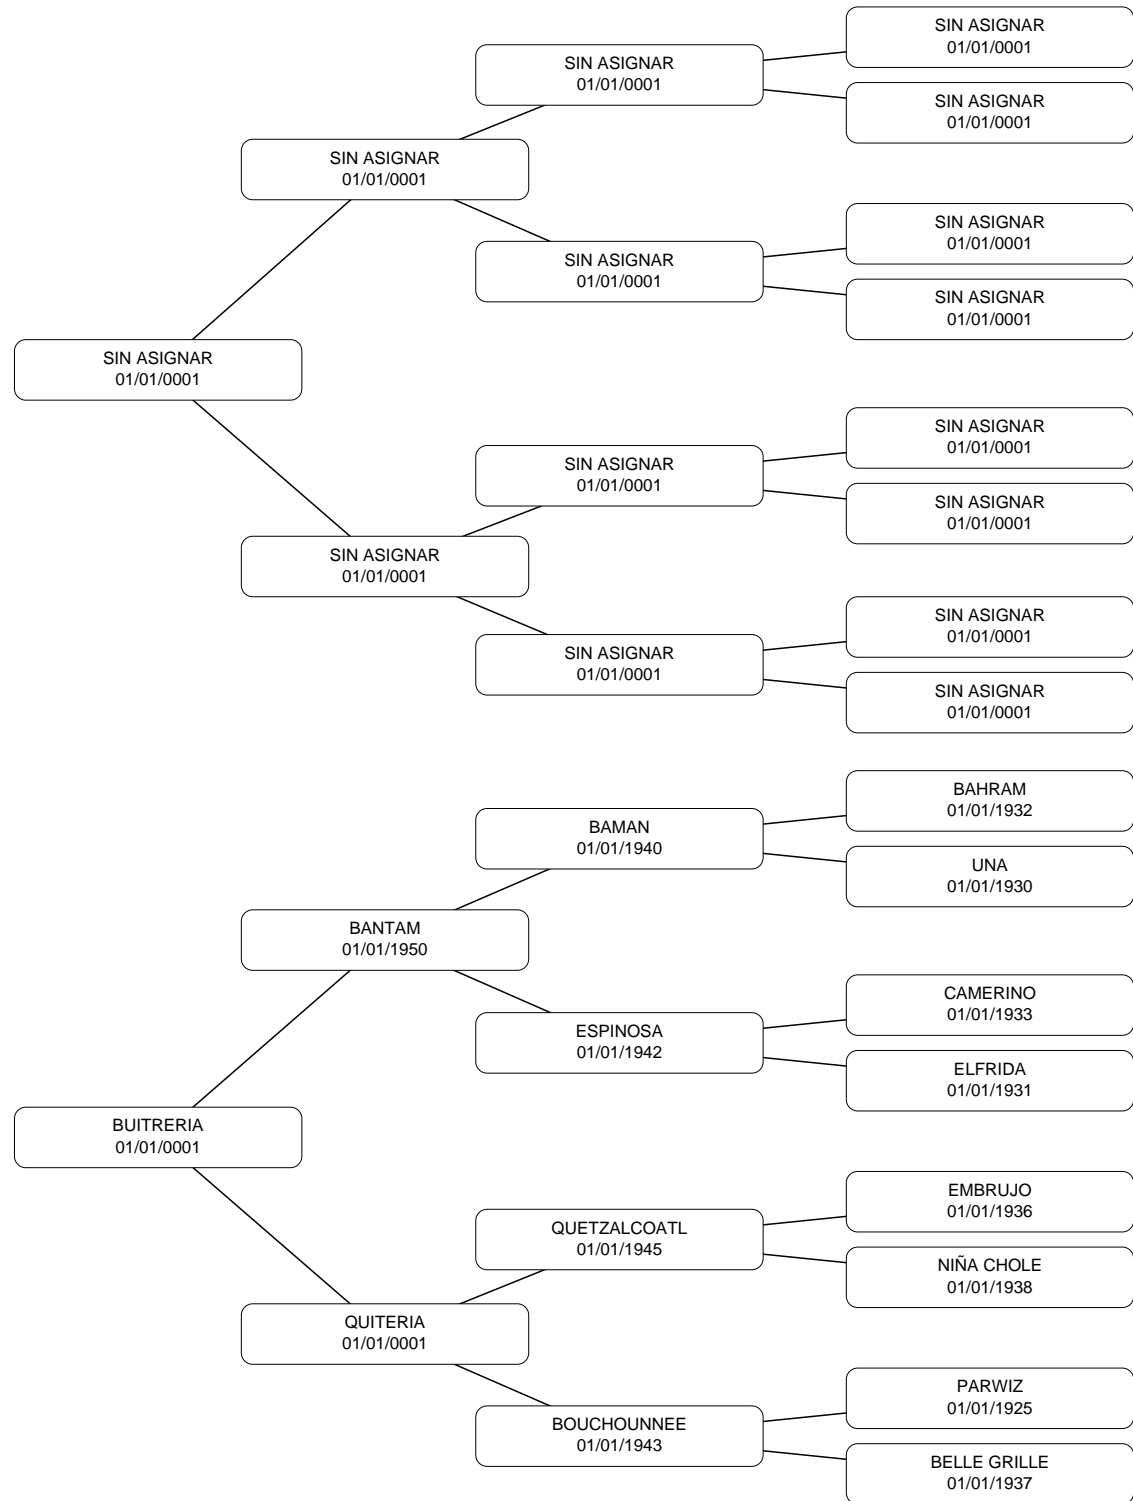 SIN ASIGNAR
01/01/0001
SIN ASIGNAR
01/01/0001
SIN ASIGNAR
01/01/0001
SIN ASIGNAR
01/01/0001
SIN ASIGNAR
01/01/0001
SIN ASIGNAR
01/01/0001
SIN ASIGNAR
01/01/0001
SIN ASIGNAR
01/01/0001
SIN ASIGNAR
01/01/0001
SIN ASIGNAR
01/01/0001
SIN ASIGNAR
01/01/0001
SIN ASIGNAR
01/01/0001
SIN ASIGNAR
01/01/0001
SIN ASIGNAR
01/01/0001
SIN ASIGNAR
01/01/0001
BAHRAM
01/01/1932
BAMAN
01/01/1940
UNA
01/01/1930
BANTAM
01/01/1950
CAMERINO
01/01/1933
ESPINOSA
01/01/1942
ELFRIDA
01/01/1931
BUITRERIA
01/01/0001
EMBRUJO
01/01/1936
QUETZALCOATL
01/01/1945
NIÑA CHOLE
01/01/1938
QUITERIA
01/01/0001
PARWIZ
01/01/1925
BOUCHOUNNEE
01/01/1943
BELLE GRILLE
01/01/1937